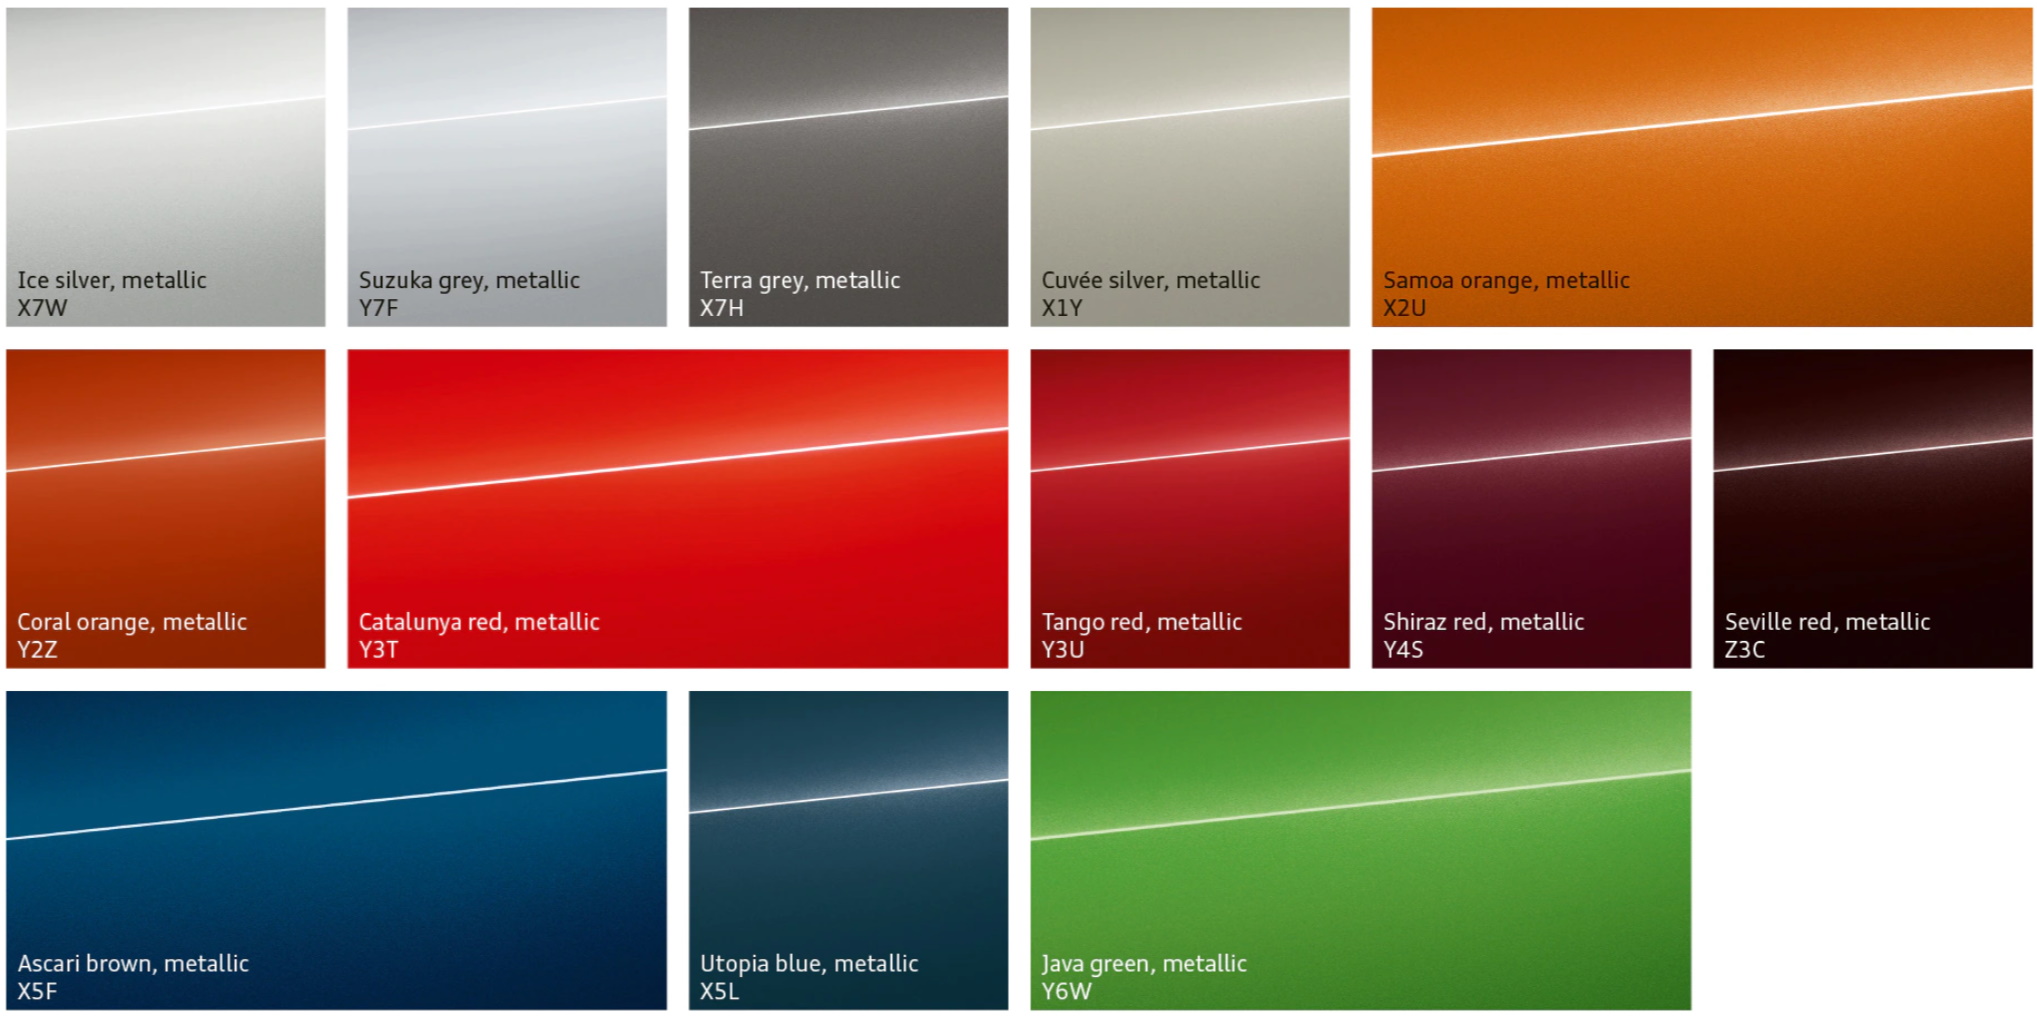 Ice silver, metallic
X7W
Suzuka grey, metallic
Y7F
Terra grey, metallic
X7H
Cuvée silver, metallic
X1Y
Samoa orange, metallic
X2U
Coral orange, metallic
Y2Z
Catalunya red, metallic
Y3T
Tango red, metallic
Y3U
Shiraz red, metallic
Y4S
Seville red, metallic
Z3C
Ascari brown, metallic
X5F
Utopia blue, metallic
X5L
Java green, metallic
Y6W